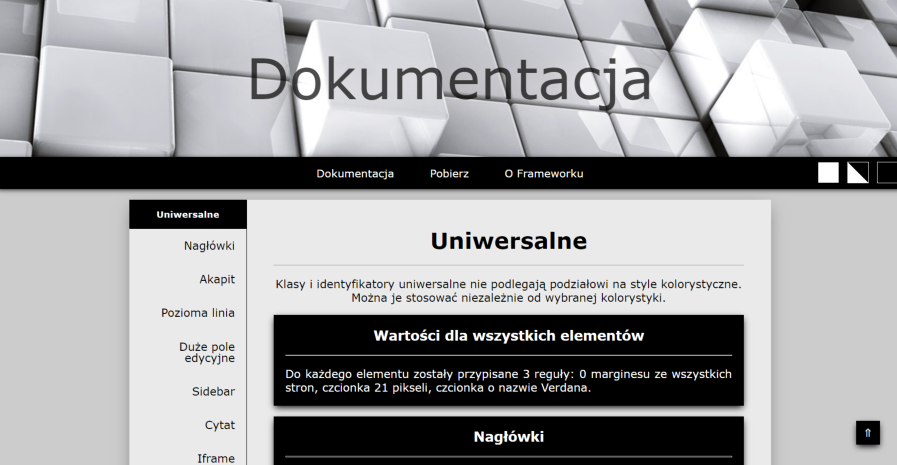 Dokumentacja
Dokumentacja Pobierz O Frameworku
Uniwersalne
Nagłówki
Akapit
Pozioma linia
Duże pole
edycyjne
Sidebar
Cytat
Iframe
Uniwersalne
Klasy i identyfikatory uniwersalne nie podlegają podziałowi na style kolorystyczne.
Można je stosować niezależnie od wybranej kolorystyki.
Wartości dla wszystkich elementów
Do każdego elementu zostały przypisane 3 reguły: 0 marginesu ze wszystkich
stron, czcionka 21 pikseli, czcionka o nazwie Verdana.
Nagłówki
⇑